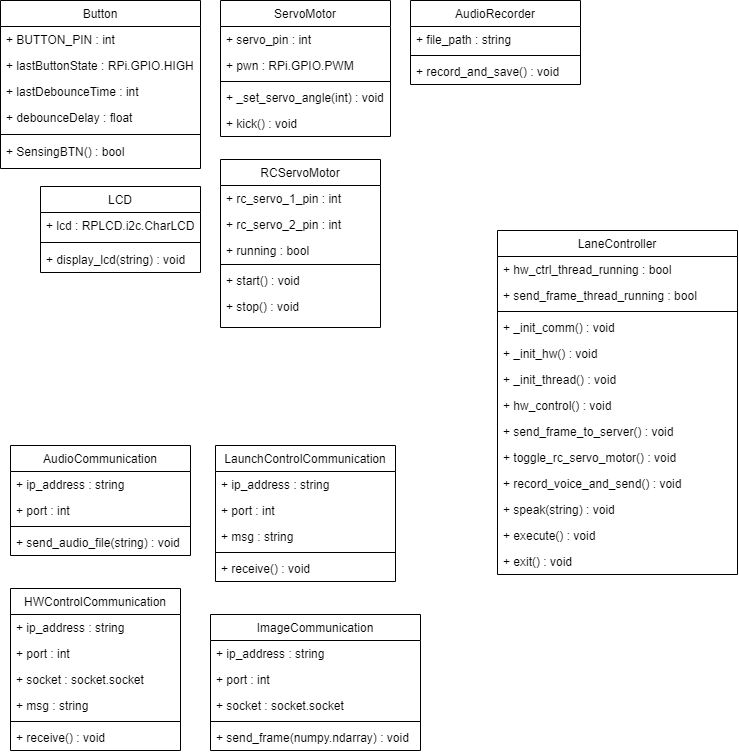 Button
+ BUTTON_PIN : int
+ lastButtonState : RPi.GPIO.HIGH
+ lastDebounceTime : int
+ debounceDelay : float
+ SensingBTN() : bool
ServoMotor
+ servo_pin : int
+ pwn : RPi.GPIO.PWM
+ _set_servo_angle(int) : void
+ kick() : void
AudioRecorder
+ file_path : string
+ record_and_save() : void
LCD
+ lcd : RPLCD.i2c.CharLCD
+ display_lcd(string) : void
RCServoMotor
+ rc_servo_1_pin : int
+ rc_servo_2_pin : int
+ running : bool
+ start() : void
+ stop() : void
LaneController
+ hw_ctrl_thread_running : bool
+ send_frame_thread_running : bool
+ _init_comm() : void
+ _init_hw() : void
+ _init_thread() : void
+ hw_control() : void
+ send_frame_to_server() : void
+ toggle_rc_servo_motor() : void
+ record_voice_and_send() : void
+ speak(string) : void
+ execute() : void
+ exit() : void
AudioCommunication
+ ip_address : string
+ port : int
+ send_audio_file(string) : void
LaunchControlCommunication
+ ip_address : string
+ port : int
+ msg : string
+ receive() : void
HWControlCommunication
+ ip_address : string
+ port : int
+ socket : socket.socket
+ msg : string
+ receive() : void
ImageCommunication
+ ip_address : string
+ port : int
+ socket : socket.socket
+ send_frame(numpy.ndarray) : void